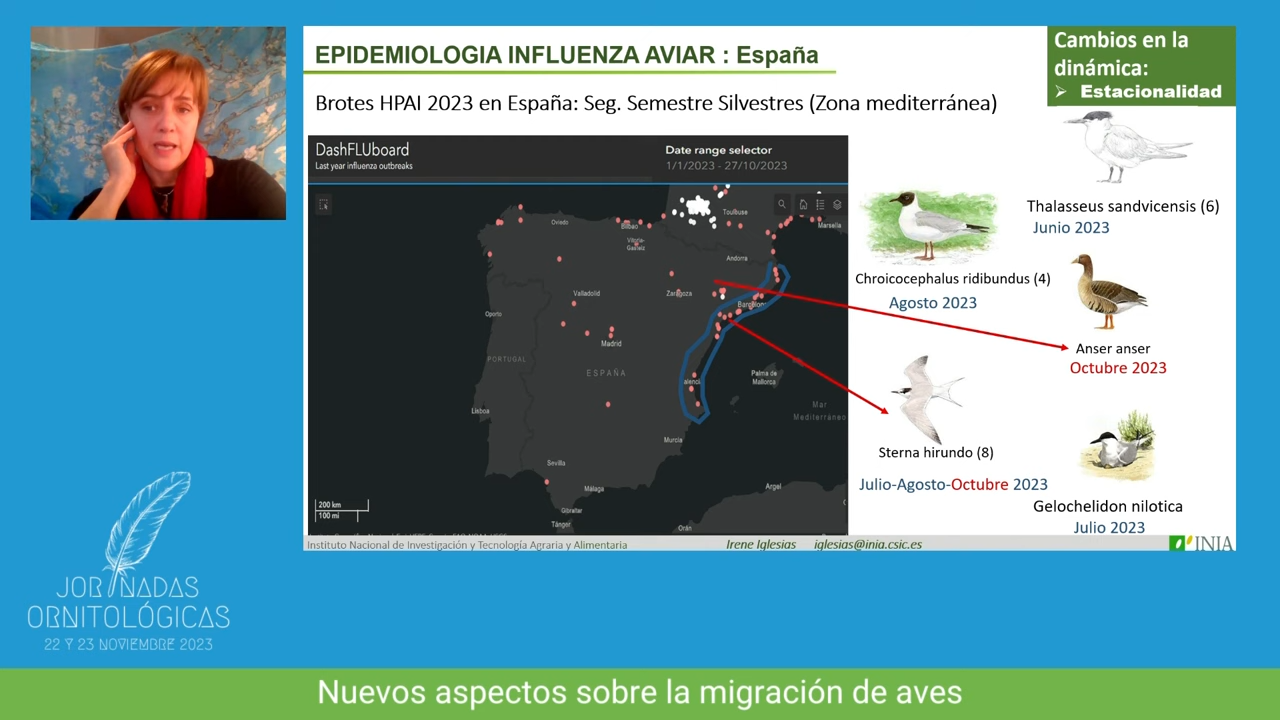 EPIDEMIOLOGIA INFLUENZA AVIAR : España
Cambios en la
dinámica:
Estacionalidad
Brotes HPAI 2023 en España: Seg. Semestre Silvestres (Zona mediterránea)
DashFLUboard
Last year influenza outbreaks
Date range selector
1/1/2023 - 27/10/2023
Oviedo
Bilbao
Vitoria-
Gasteiz
Toulouse
Marsella
Andorra
Valladolid
Zaragoza
Barcelona
Oporto
Madrid
PORTUGAL
ESPAÑA
Palma de
Mallorca
alenci
Lisboa
Mar
Mediterráneo
Murcia
Sevilla
Málaga
Argel
Gibraltar
Tánger
Orán
200 km
100 mi
Thalasseus sandvicensis (6)
Junio 2023
Chroicocephalus ridibundus (4)
Agosto 2023
Anser anser
Octubre 2023
Sterna hirundo (8)
Julio-Agosto-Octubre 2023
Gelochelidon nilotica
Julio 2023
Instituto Nacional de Investigación y Tecnología Agraria y Alimentaria
Irene Iglesias iglesias@inia.csic.es
INIA
JORNADAS
ORNITOLÓGICAS
22 Y 23 NOVIEMBRE 2023
Nuevos aspectos sobre la migración de aves